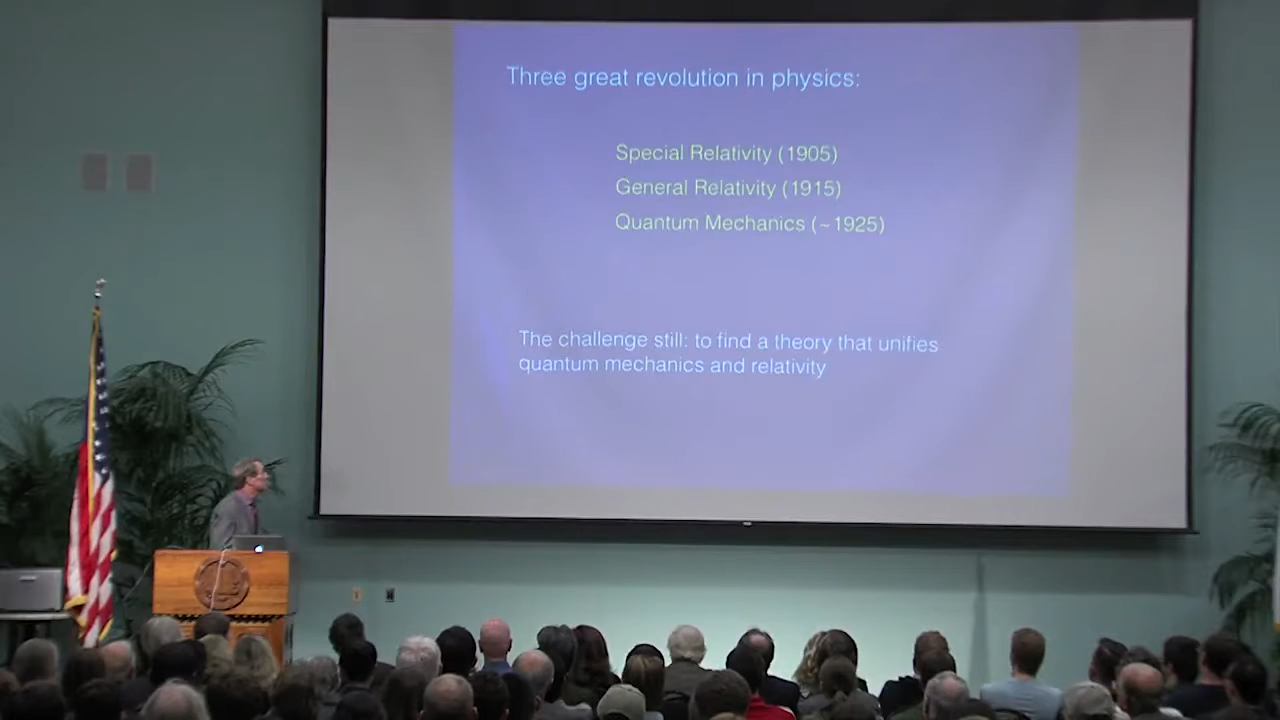 Three great revolution in physics:
Special Relativity (1905)
General Relativity (1915)
Quantum Mechanics (~1925)
The challenge still: to find a theory that unifies
quantum mechanics and relativity